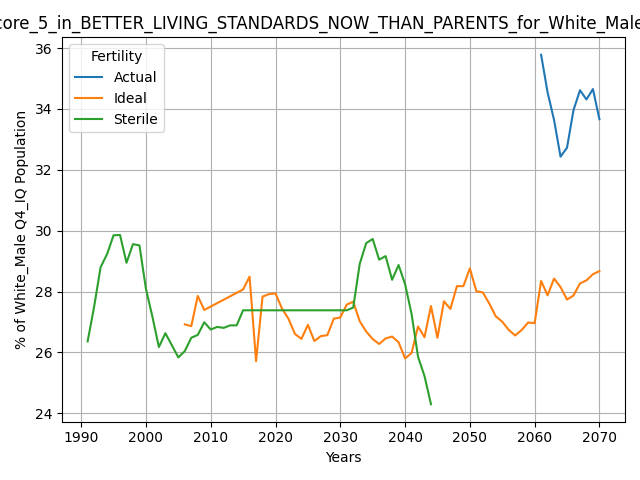 core_5_in_BETTER_LIVING_STANDARDS_NOW_THAN_PARENTS_for_White_Male
Fertility
Actual
Ideal
Sterile
% of White_Male Q4_IQ Population
36
34
32
30
28
26
24
1990 2000 2010 2020 2030 2040 2050 2060 2070
Years